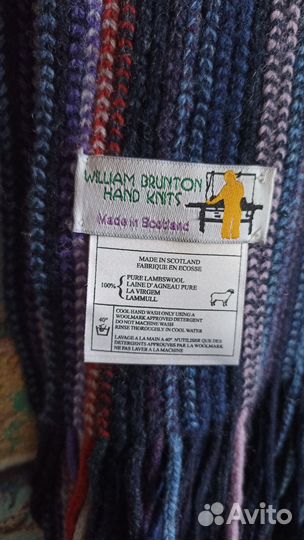 WILLIAM BRUNTON
HAND KNITS
Made in Scotland
MADE IN SCOTLAND
FABRIQUE EN ECOSSE
100%
PURE LAMBSWOOL
LAINE D'AGNEAU PURE
LA VIRGEM
LAMMULL
40°
COOL HAND WASH ONLY USING A
WOOLMARK APPROVED DETERGENT
DO NOT MACHINE WASH
RINSE THOROUGHLY IN COOL WATER
LAVAGE A LA MAIN A 40° N'UTILISER QUE DES
DETERGENTS APPROUVES PAR LA WOOLMARK
NE PAS LAVER A LA MACHINE
Avito